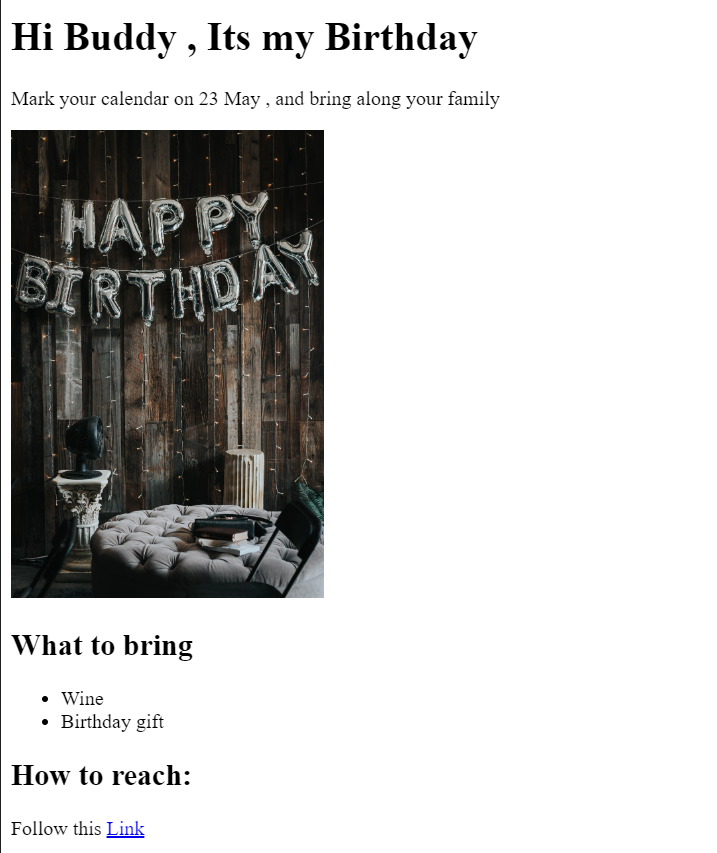 Hi Buddy , Its my Birthday
Mark your calendar on 23 May , and bring along your family
HAPPY
BIRTHDAY
What to bring
Wine
Birthday gift
How to reach:
Follow this Link